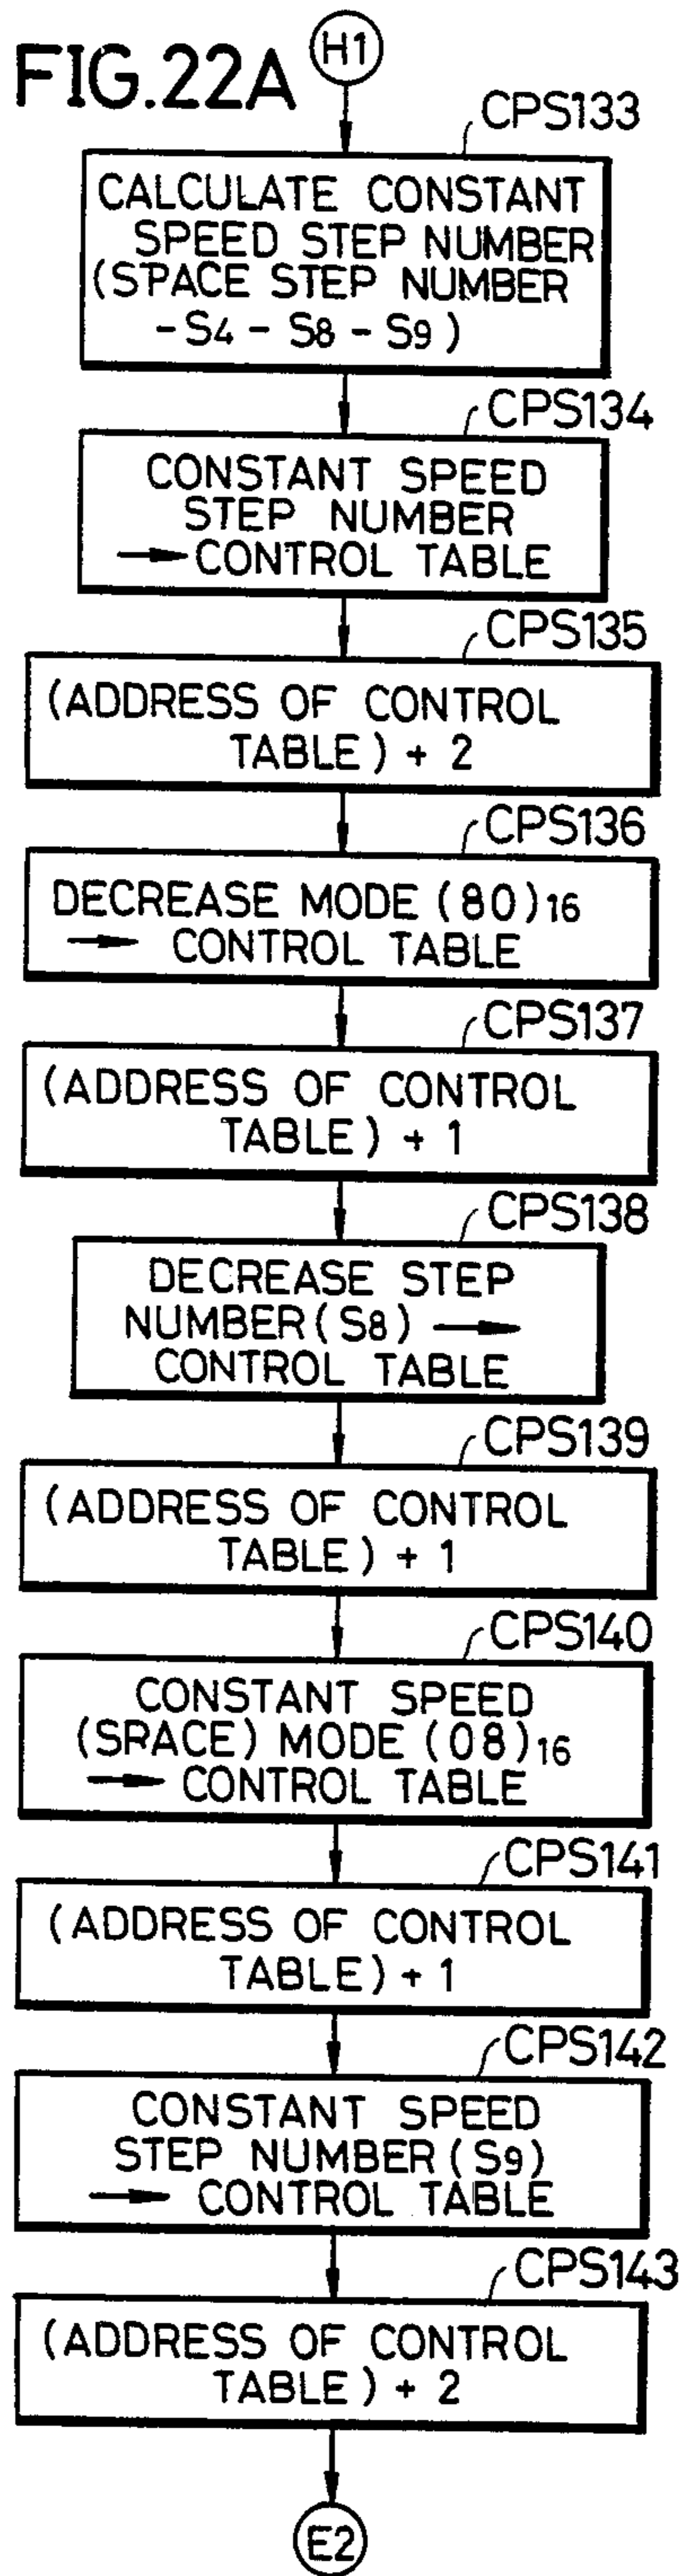 FIG.22A
H1
CPS133
CALCULATE CONSTANT
SPEED STEP NUMBER
(SPACE STEP NUMBER
-S4-S8-S9)
CPS134
CONSTANT SPEED
STEP NUMBER
→CONTROL TABLE
CPS135
(ADDRESS OF CONTROL
TABLE) + 2
CPS136
DECREASE MODE (80)16
→ CONTROL TABLE
CPS137
(ADDRESS OF CONTROL
TABLE) + 1
CPS138
DECREASE STEP
NUMBER(S8) →
CONTROL TABLE
CPS139
(ADDRESS OF CONTROL
TABLE) + 1
CPS140
CONSTANT SPEED
(SPACE) MODE (08)16
→ CONTROL TABLE
CPS141
(ADDRESS OF CONTROL
TABLE) + 1
CPS142
CONSTANT SPEED
STEP NUMBER(S9)
→ CONTROL TABLE
CPS143
(ADDRESS OF CONTROL
TABLE) + 2
E2